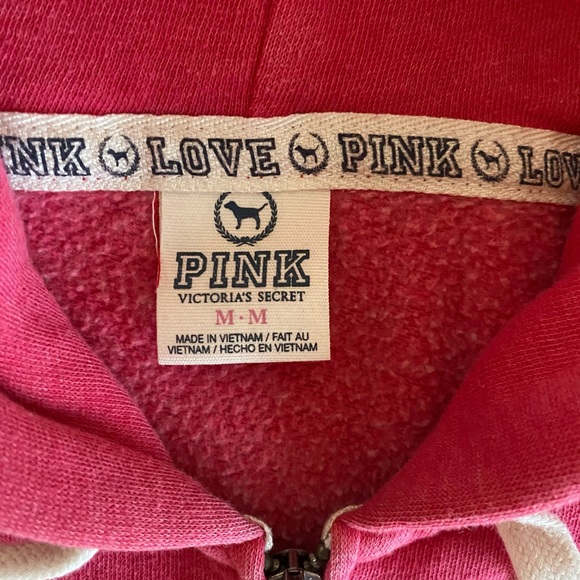 PINK LOVE PINK LOVE
PINK
VICTORIA'S SECRET
M·M
MADE IN VIETNAM / FAIT AU
VIETNAM / HECHO EN VIETNAM